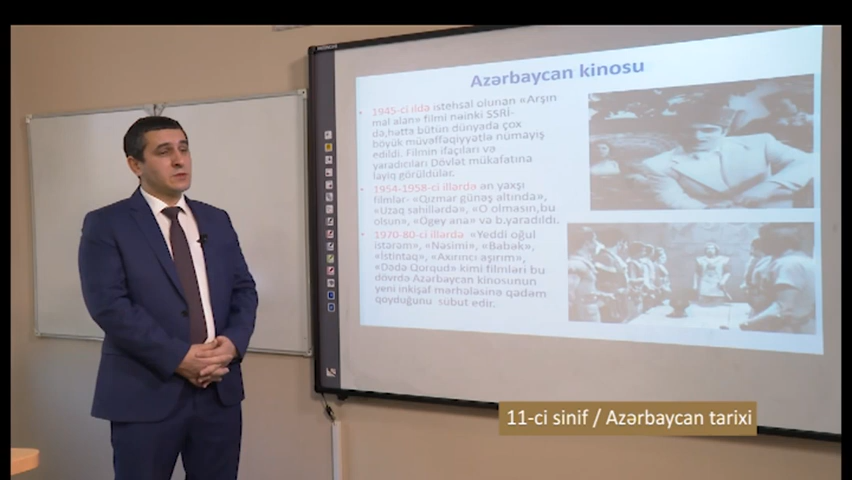 Azərbaycan kinosu
• 1945-ci ildə istehsal olunan «Arşın
mal alan» filmi nəinki SSRİ-
də,hətta bütün dünyada çox
böyük müvəffəqiyyətlə nümayiş
edildi. Filmin ifaçıları və
yaradıcıları Dövlət mükafatına
layiq görüldülər.
• 1954-1958-ci illərdə ən yaxşı
filmlər- «Qızmar günəş altında»,
«Uzaq sahillərdə», «O olmasın,bu
olsun», «Ögey ana» və b.yaradıldı.
• 1970-80-ci illərdə «Yeddi oğul
istərəm», «Nəsimi», «Babək»,
«İstintaq», «Axırıncı aşırım»,
«Dədə Qorqud» kimi filmləri bu
dövrdə Azərbaycan kinosunun
yeni inkişaf mərhələsinə qədəm
qoyduğunu sübut edir.
11-ci sinif / Azərbaycan tarixi